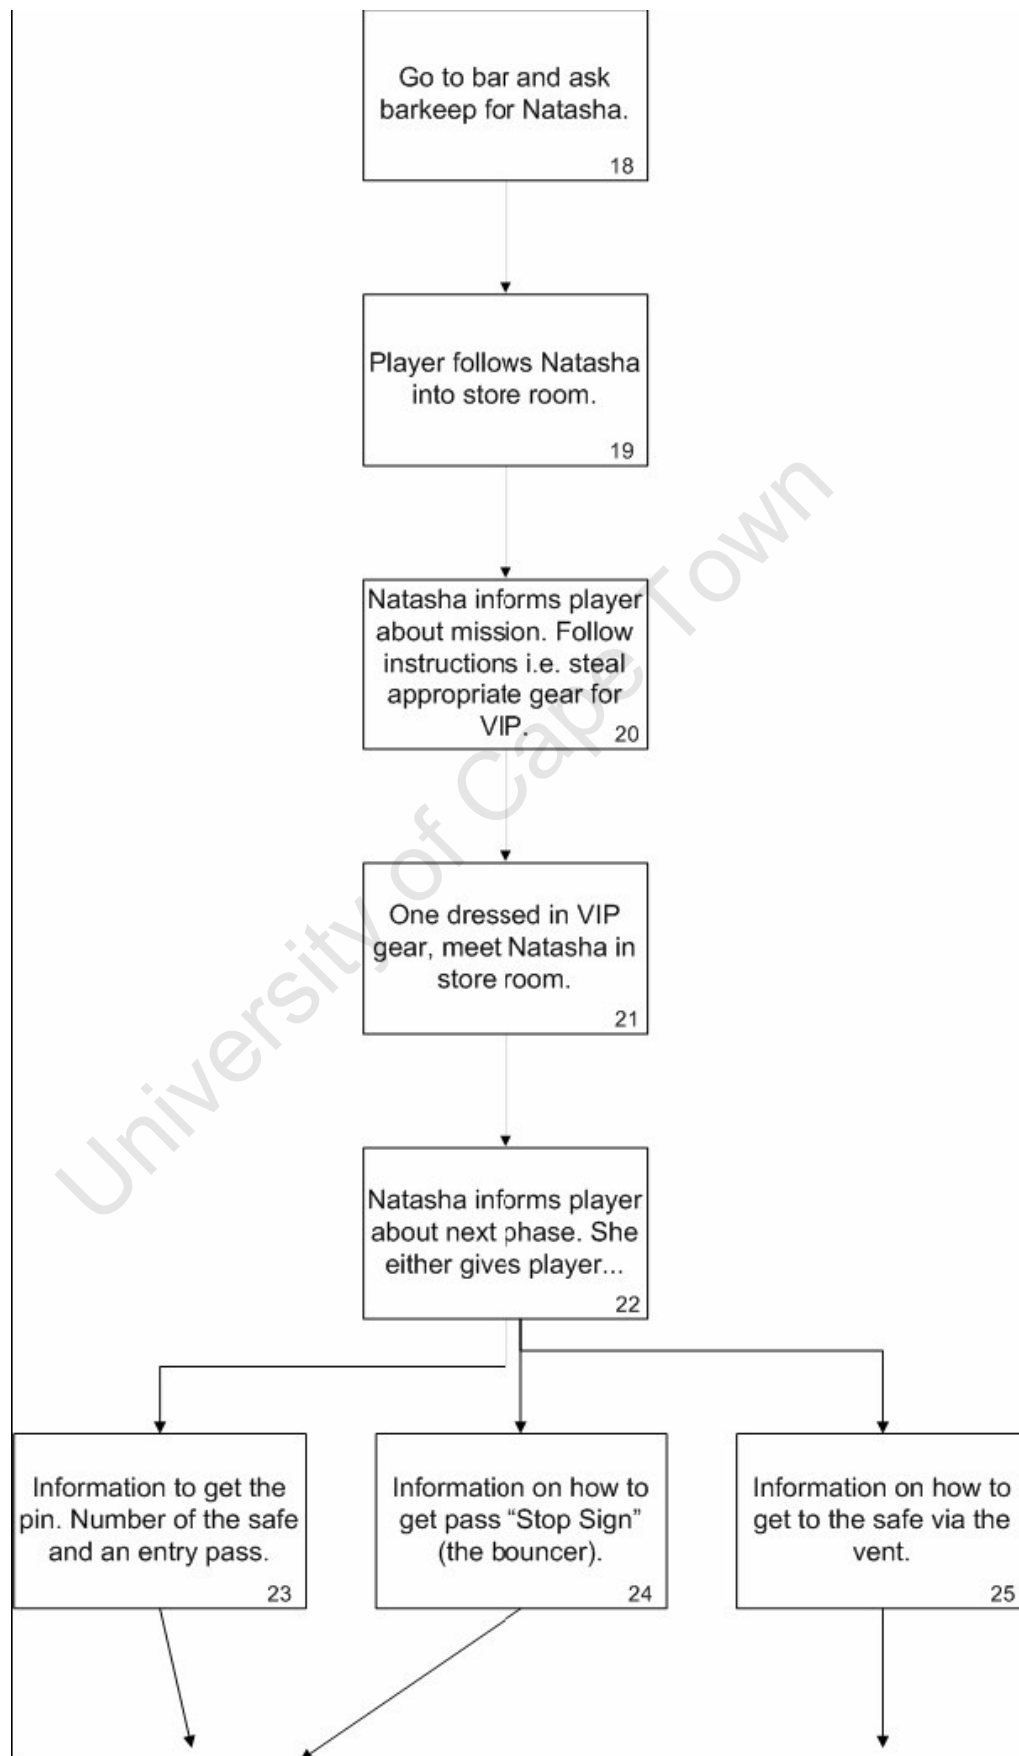 Go to bar and ask
barkeep for Natasha.
18
Player follows Natasha
into store room.
19
Natasha informs player
about mission. Follow
instructions i.e. steal
appropriate gear for
VIP.
20
One dressed in VIP
gear, meet Natasha in
store room.
21
Natasha informs player
about next phase. She
either gives player...
22
Information to get the
pin. Number of the safe
and an entry pass.
23
Information on how to
get pass “Stop Sign”
(the bouncer).
24
Information on how to
get to the safe via the
vent.
25
University of Cape Town